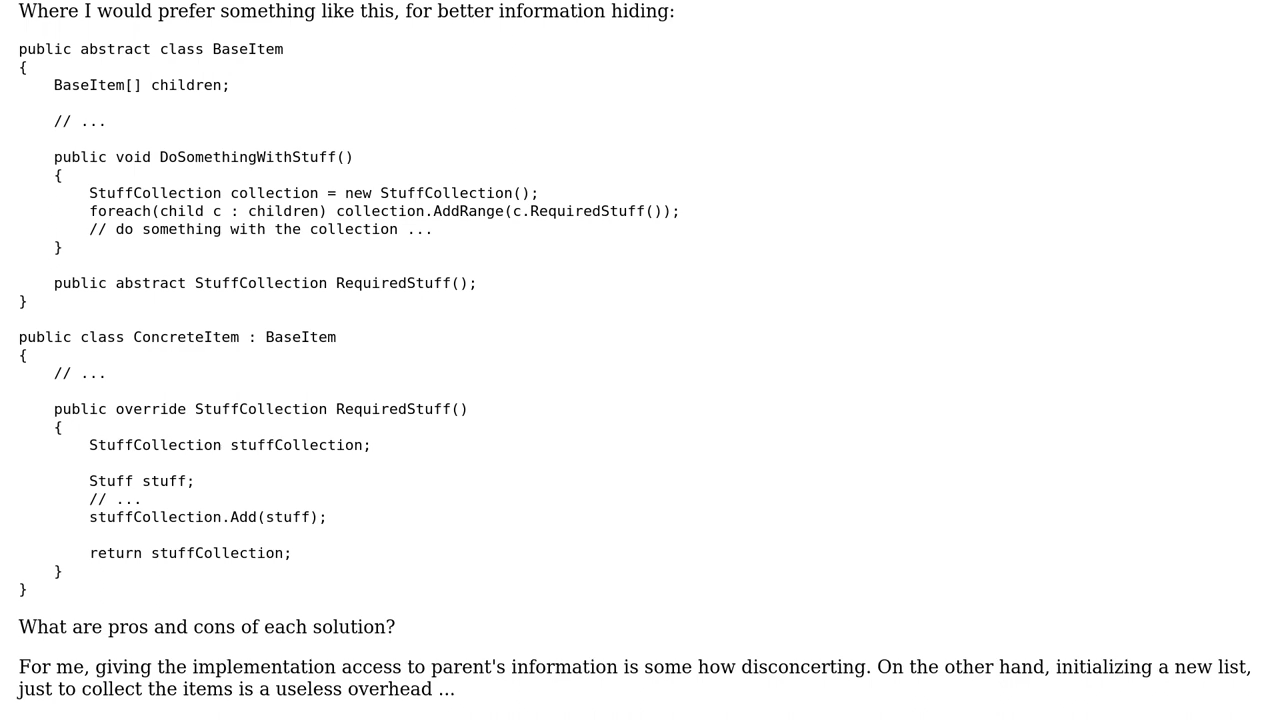 Where I would prefer something like this, for better information hiding:
public abstract class BaseItem
{
    BaseItem[] children;
    // ...
    public void DoSomethingWithStuff()
    {
        StuffCollection collection = new StuffCollection();
        foreach(child c : children) collection.AddRange(c.RequiredStuff());
        // do something with the collection ...
    }
    public abstract StuffCollection RequiredStuff();
}
public class ConcreteItem : BaseItem
{
    // ...
    public override StuffCollection RequiredStuff()
    {
        StuffCollection stuffCollection;
        Stuff stuff;
        // ...
        stuffCollection.Add(stuff);
        return stuffCollection;
    }
}
What are pros and cons of each solution?
For me, giving the implementation access to parent's information is some how disconcerting. On the other hand, initializing a new list,
just to collect the items is a useless overhead ...